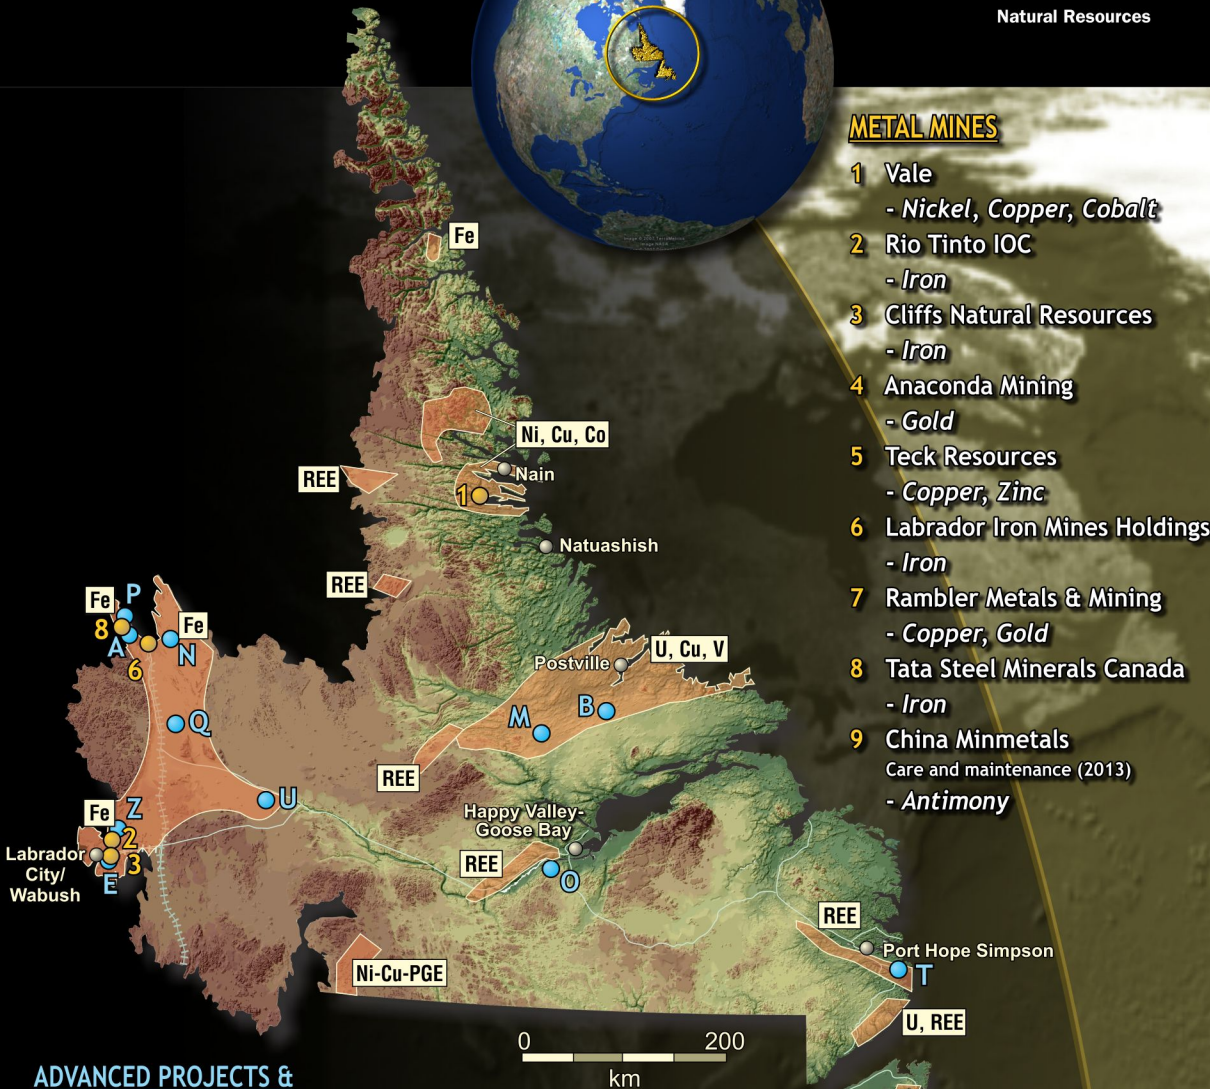 Natural Resources
METAL MINES
1 Vale
- Nickel, Copper, Cobalt
2 Rio Tinto IOC
- Iron
3 Cliffs Natural Resources
- Iron
4 Anaconda Mining
- Gold
5 Teck Resources
- Copper, Zinc
6 Labrador Iron Mines Holdings
- Iron
7 Rambler Metals & Mining
- Copper, Gold
8 Tata Steel Minerals Canada
- Iron
9 China Minmetals
Care and maintenance (2013)
- Antimony
Fe
Ni, Cu, Co
REE
Nain
1
Natuashish
REE
Fe
P
8
A
Fe
N
6
U, Cu, V
Postville
Q
M
B
REE
U
Fe
Z
2
Labrador
City/
Wabush
3
E
Happy Valley-
Goose Bay
REE
O
REE
Port Hope Simpson
T
Ni-Cu-PGE
U, REE
0 200
km
ADVANCED PROJECTS &